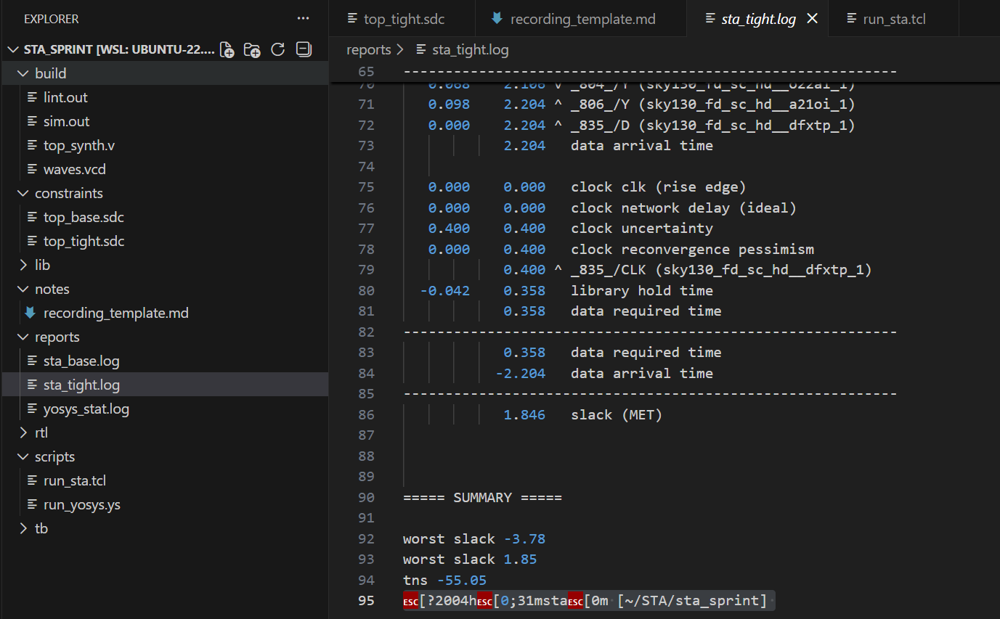 EXPLORER
STA_SPRINT [WSL: UBUNTU-22....
build
lint.out
sim.out
top_synth.v
waves.vcd
constraints
top_base.sdc
top_tight.sdc
lib
notes
recording_template.md
reports
sta_base.log
sta_tight.log
yosys_stat.log
rtl
scripts
run_sta.tcl
run_yosys.ys
tb
top_tight.sdc recording_template.md sta_tight.log run_sta.tcl
reports > sta_tight.log
65 -----------------------------------------------------------
70 0.088 2.106 v _804_/Y (sky130_fd_sc_hd__o22ai_1)
71 0.098 2.204 ^ _806_/Y (sky130_fd_sc_hd__a21oi_1)
72 0.000 2.204 ^ _835_/D (sky130_fd_sc_hd__dfxtp_1)
73 2.204 data arrival time
74
75 0.000 0.000 clock clk (rise edge)
76 0.000 0.000 clock network delay (ideal)
77 0.400 0.400 clock uncertainty
78 0.000 0.400 clock reconvergence pessimism
79 0.400 ^ _835_/CLK (sky130_fd_sc_hd__dfxtp_1)
80 -0.042 0.358 library hold time
81 0.358 data required time
82 -----------------------------------------------------------
83 0.358 data required time
84 -2.204 data arrival time
85 -----------------------------------------------------------
86 1.846 slack (MET)
87
88
89
90 ===== SUMMARY =====
91
92 worst slack -3.78
93 worst slack 1.85
94 tns -55.05
95 ESC[?2004hESC[0;31mstaESC[0m [~/STA/sta_sprint]